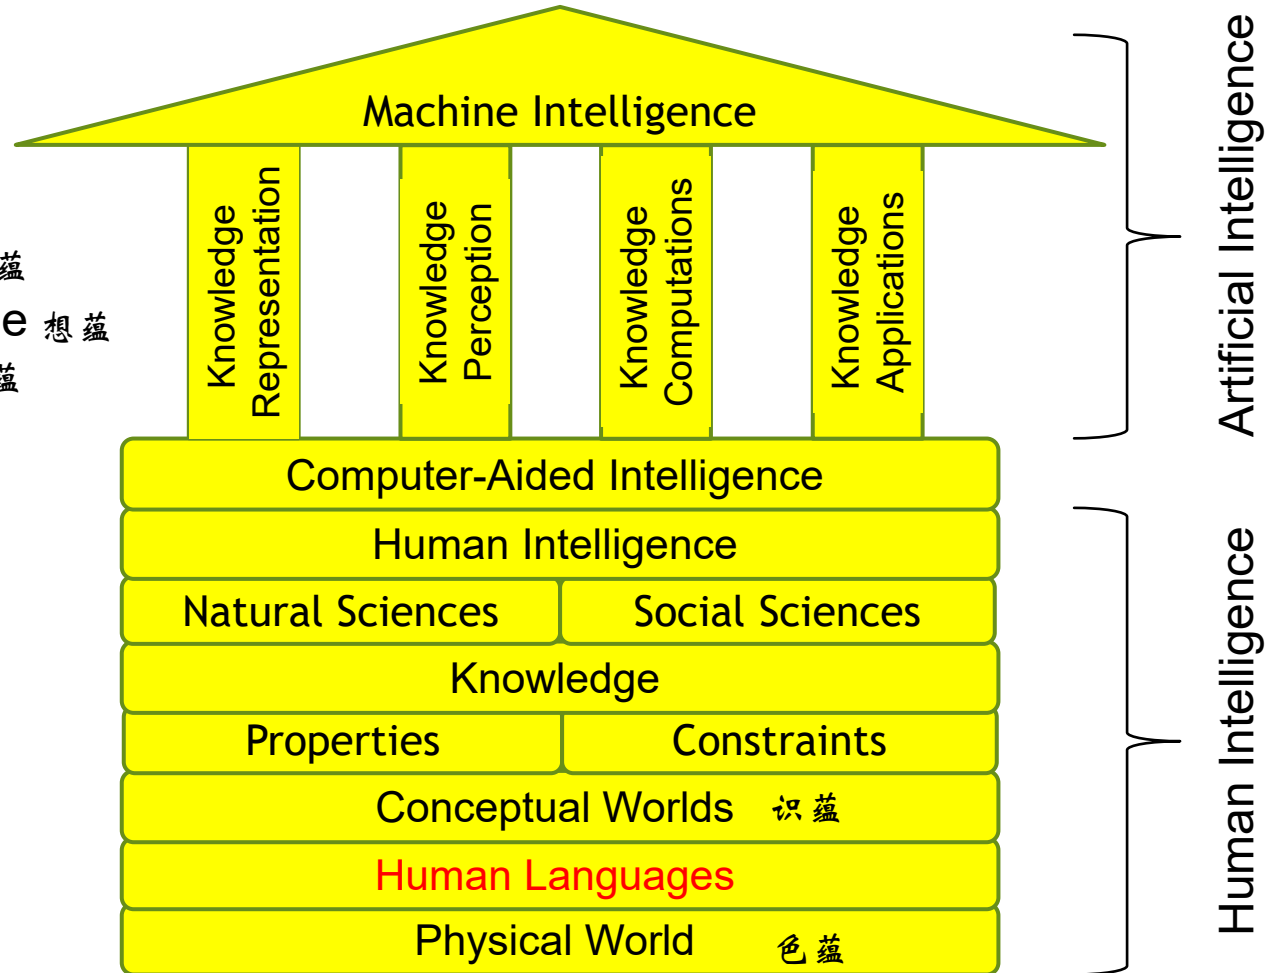 Machine Intelligence
Knowledge
Representation
Knowledge
Perception
Knowledge
Computations
Knowledge
Applications
蕴
e 想蕴
蕴
Computer-Aided Intelligence
Human Intelligence
Natural Sciences
Social Sciences
Knowledge
Properties
Constraints
Conceptual Worlds 识蕴
Human Languages
Physical World 色蕴
Artificial Intelligence
Human Intelligence